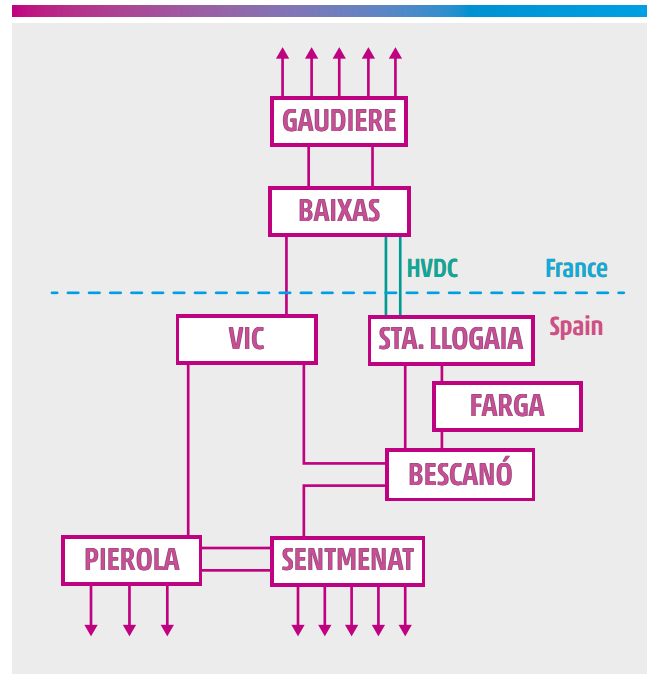 GAUDIERE
BAIXAS
HVDC
France
Spain
VIC
STA. LLOGAIA
FARGA
BESCANÓ
PIEROLA
SENTMENAT